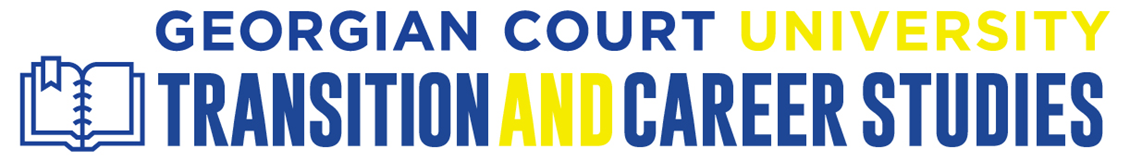 GEORGIAN COURT UNIVERSITY
TRANSITION AND CAREER STUDIES